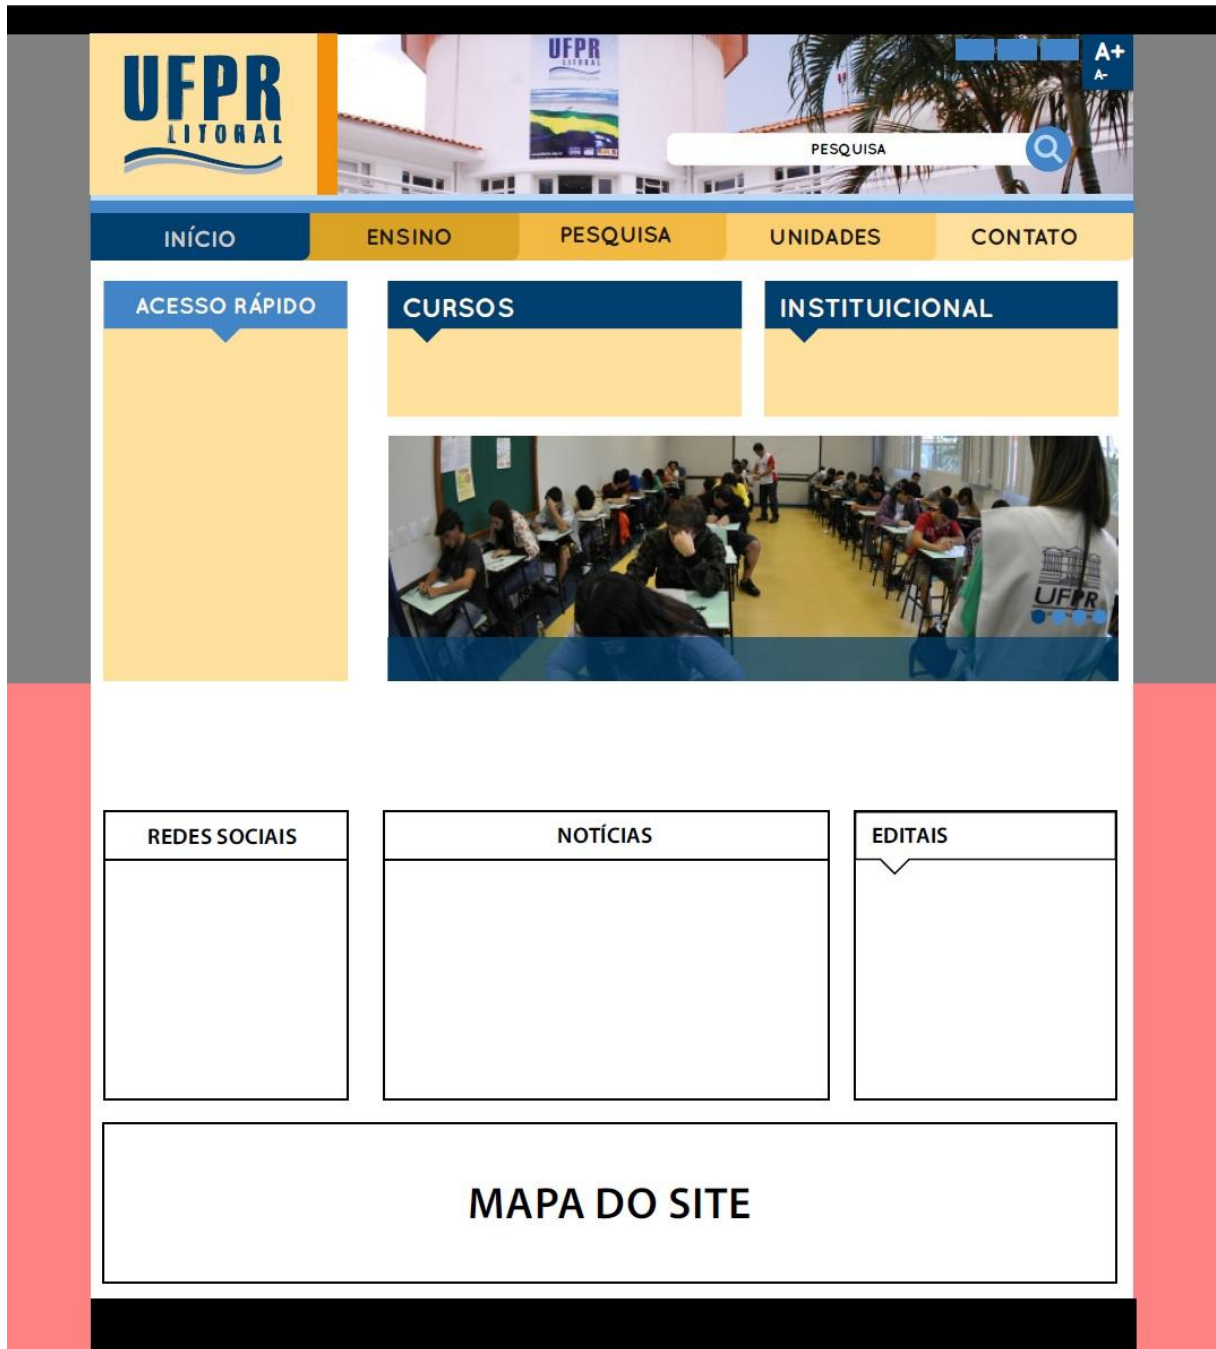 UFPR
LITORAL
UFPR
LITORAL
A+
A-
PESQUISA
INÍCIO
ENSINO
PESQUISA
UNIDADES
CONTATO
ACESSO RÁPIDO
CURSOS
INSTITUICIONAL
UFPR
REDES SOCIAIS
NOTÍCIAS
EDITAIS
MAPA DO SITE